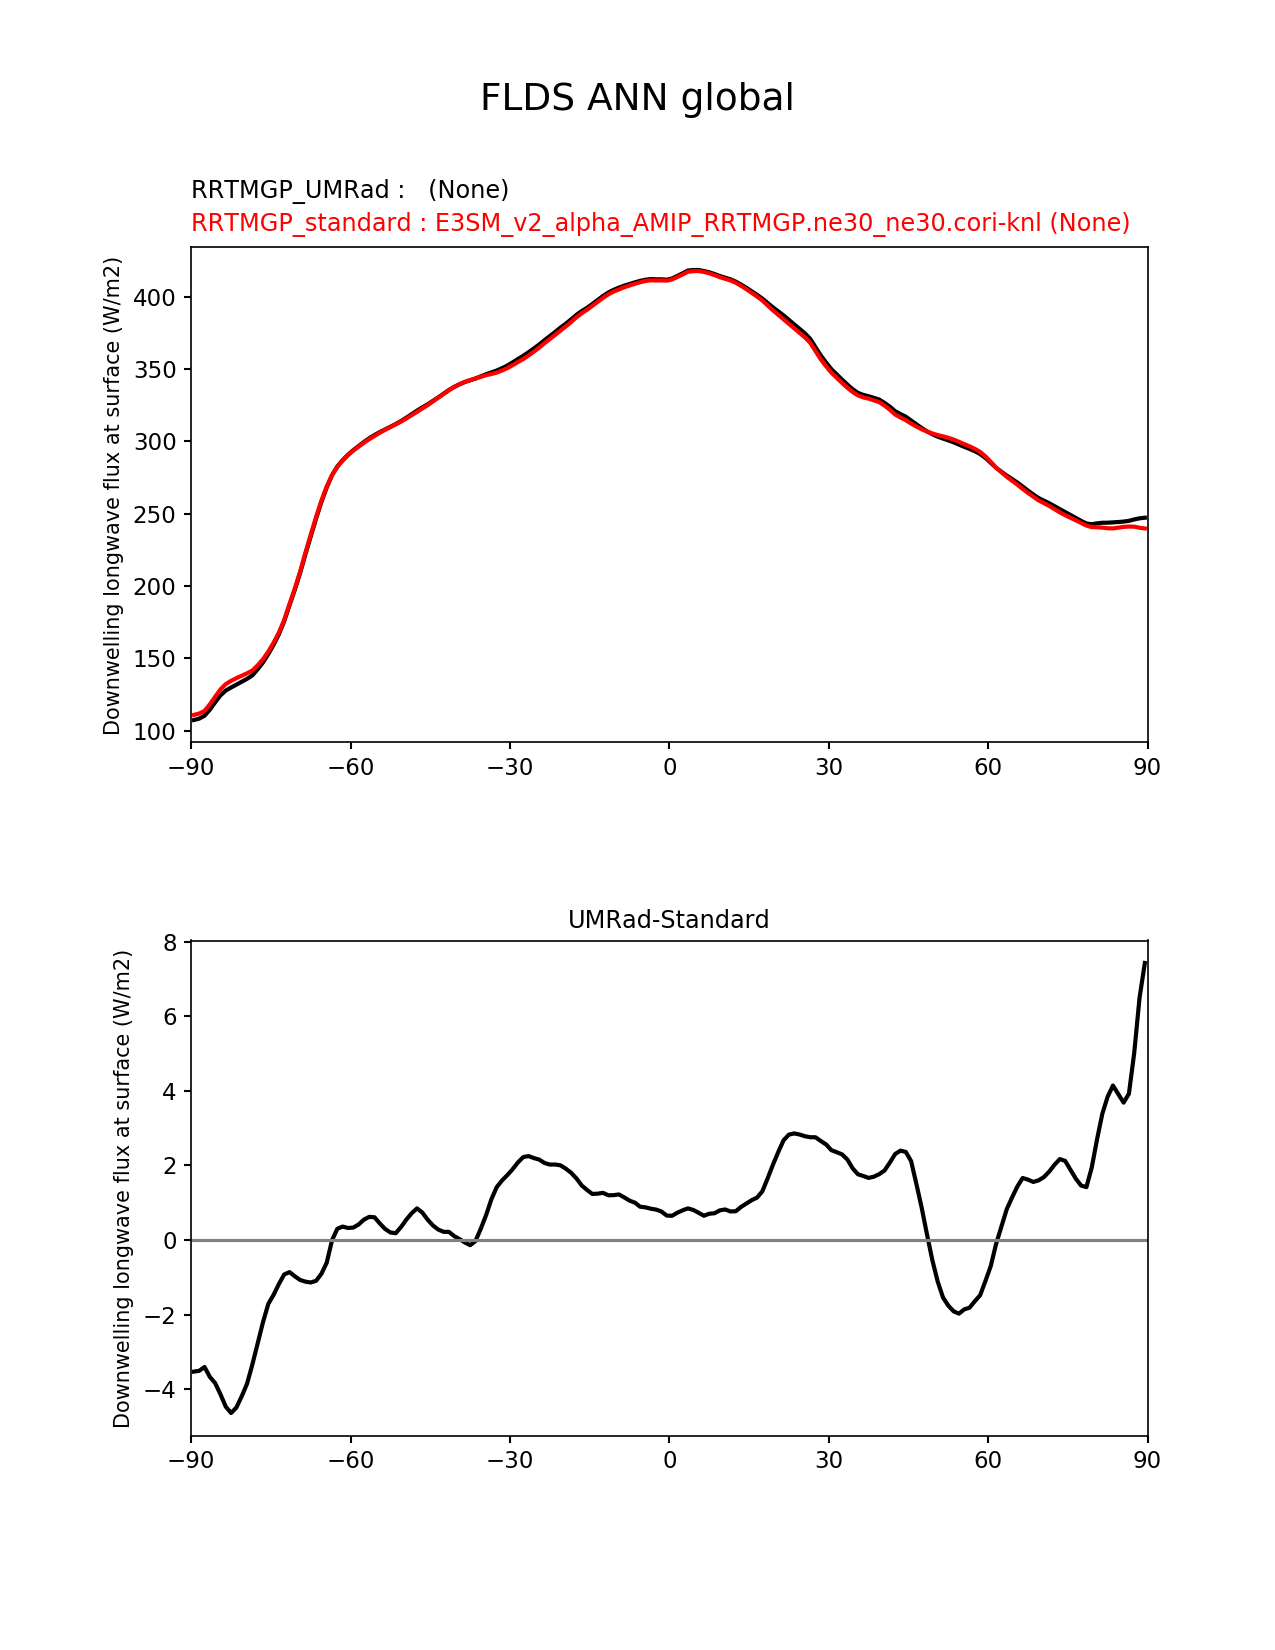 FLDS ANN global
RRTMGP_UMRad :   (None)
RRTMGP_standard : E3SM_v2_alpha_AMIP_RRTMGP.ne30_ne30.cori-knl (None)
Downwelling longwave flux at surface (W/m2)
400
350
300
250
200
150
100
−90 −60 −30 0 30 60 90
UMRad-Standard
Downwelling longwave flux at surface (W/m2)
8
6
4
2
0
−2
−4
−90 −60 −30 0 30 60 90